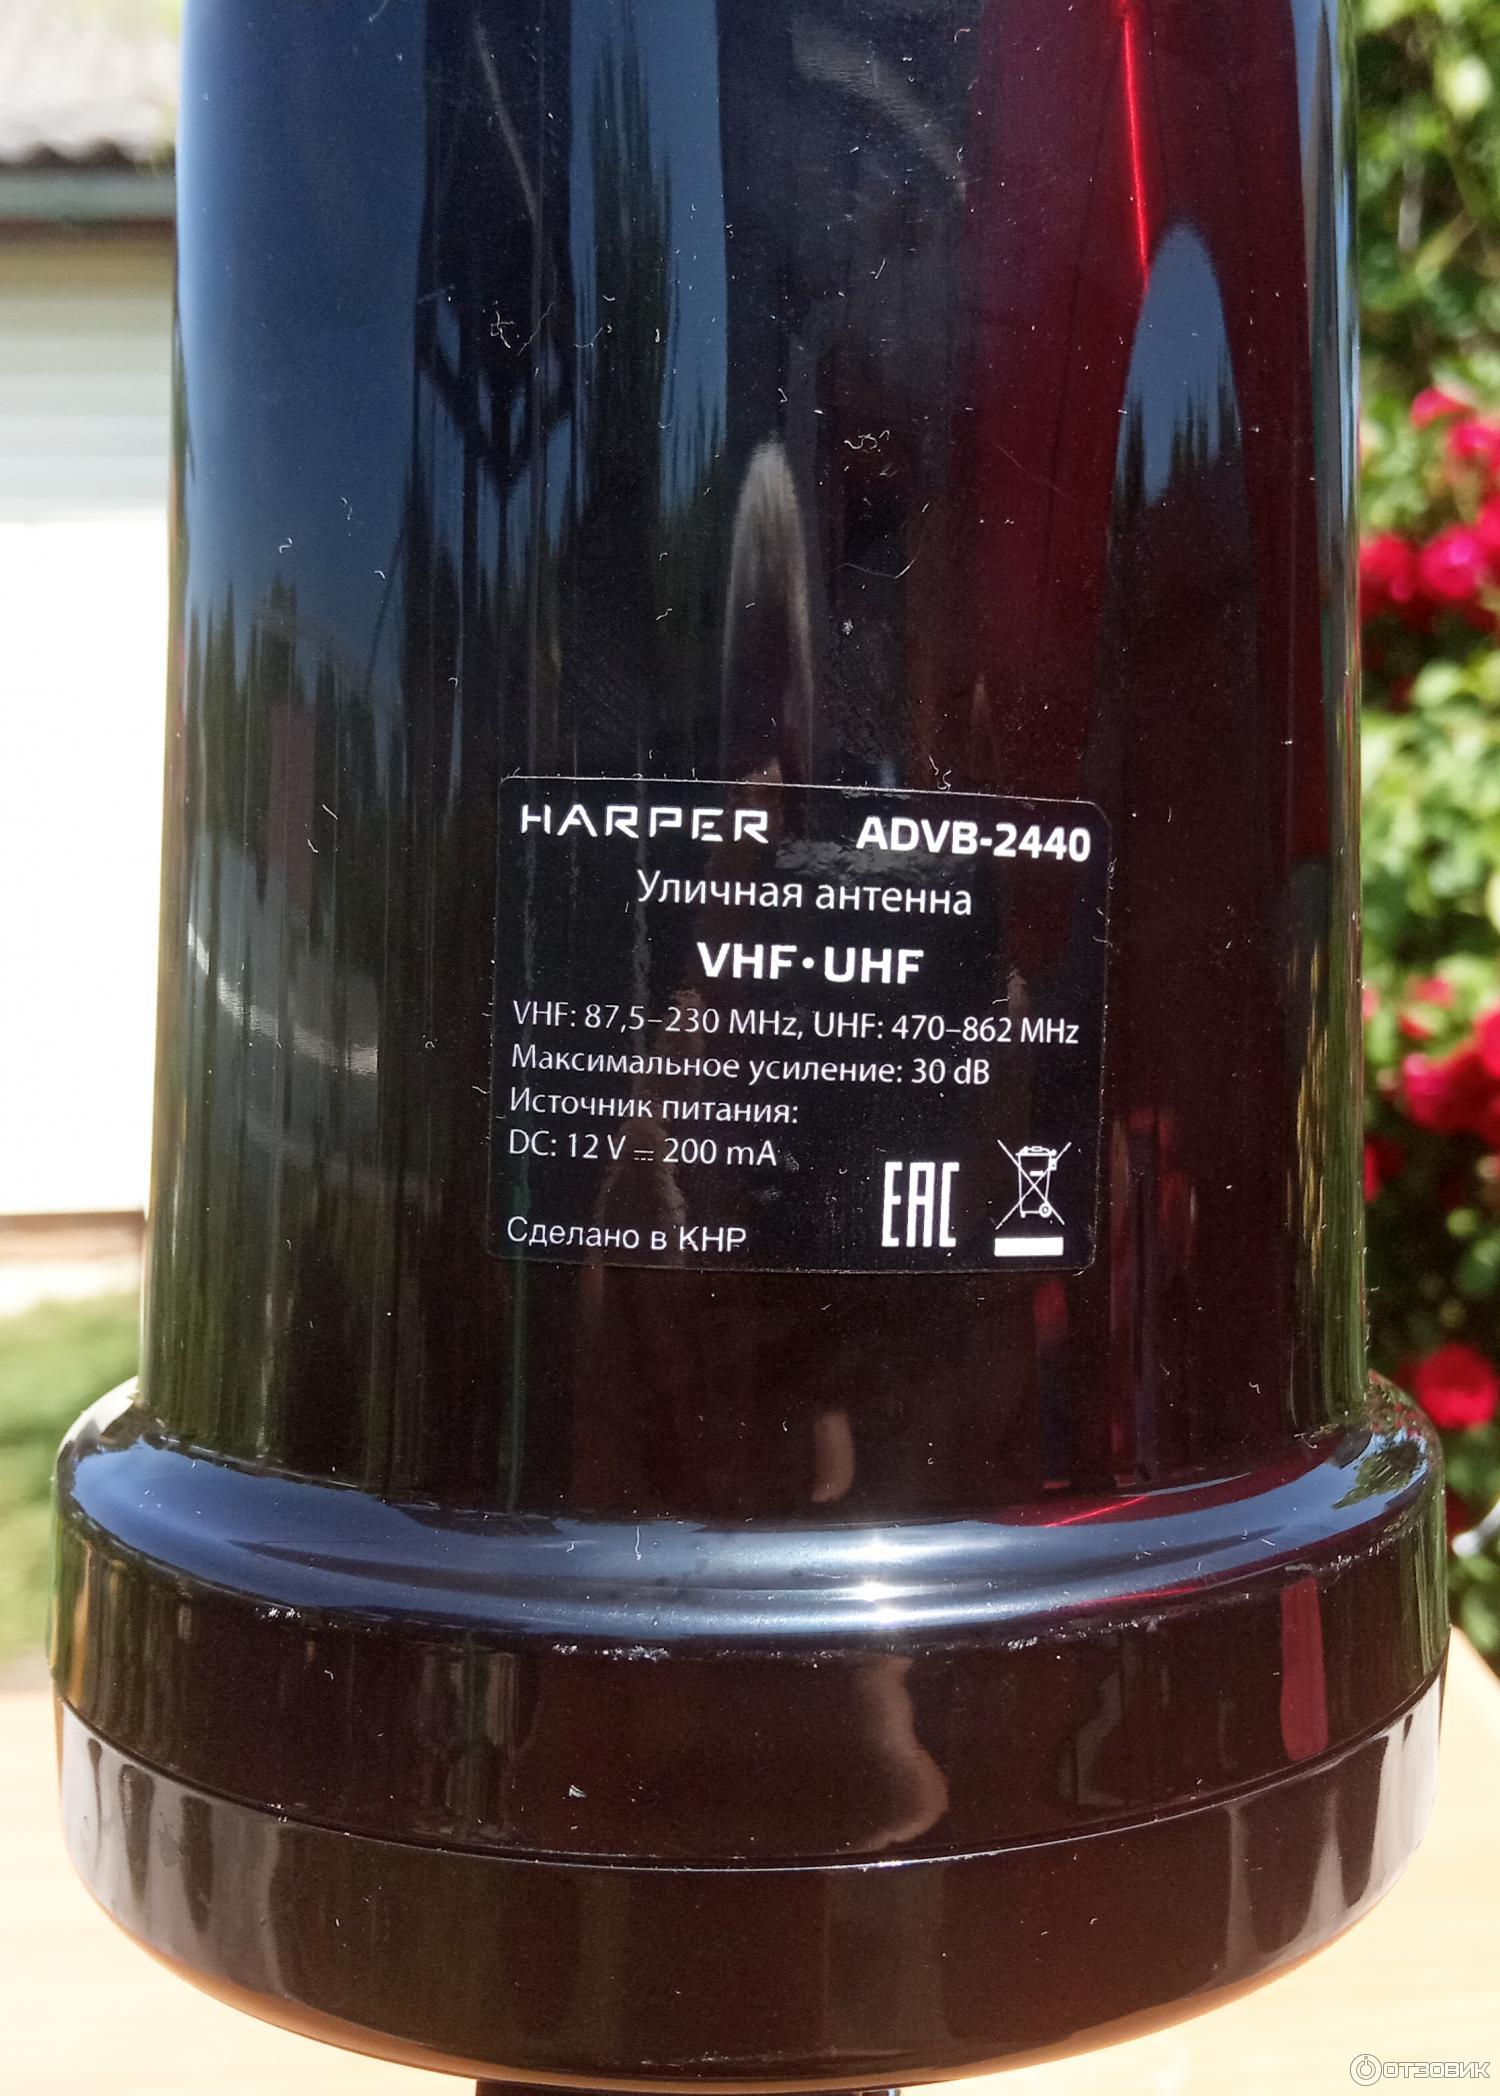 HARPER ADVB-2440
Уличная антенна
VHF•UHF
VHF: 87,5–230 MHz, UHF: 470–862 MHz
Максимальное усиление: 30 dB
Источник питания:
DC: 12 V ⎓ 200 mA
EAC
Сделано в КНР
ОТЗОВИК